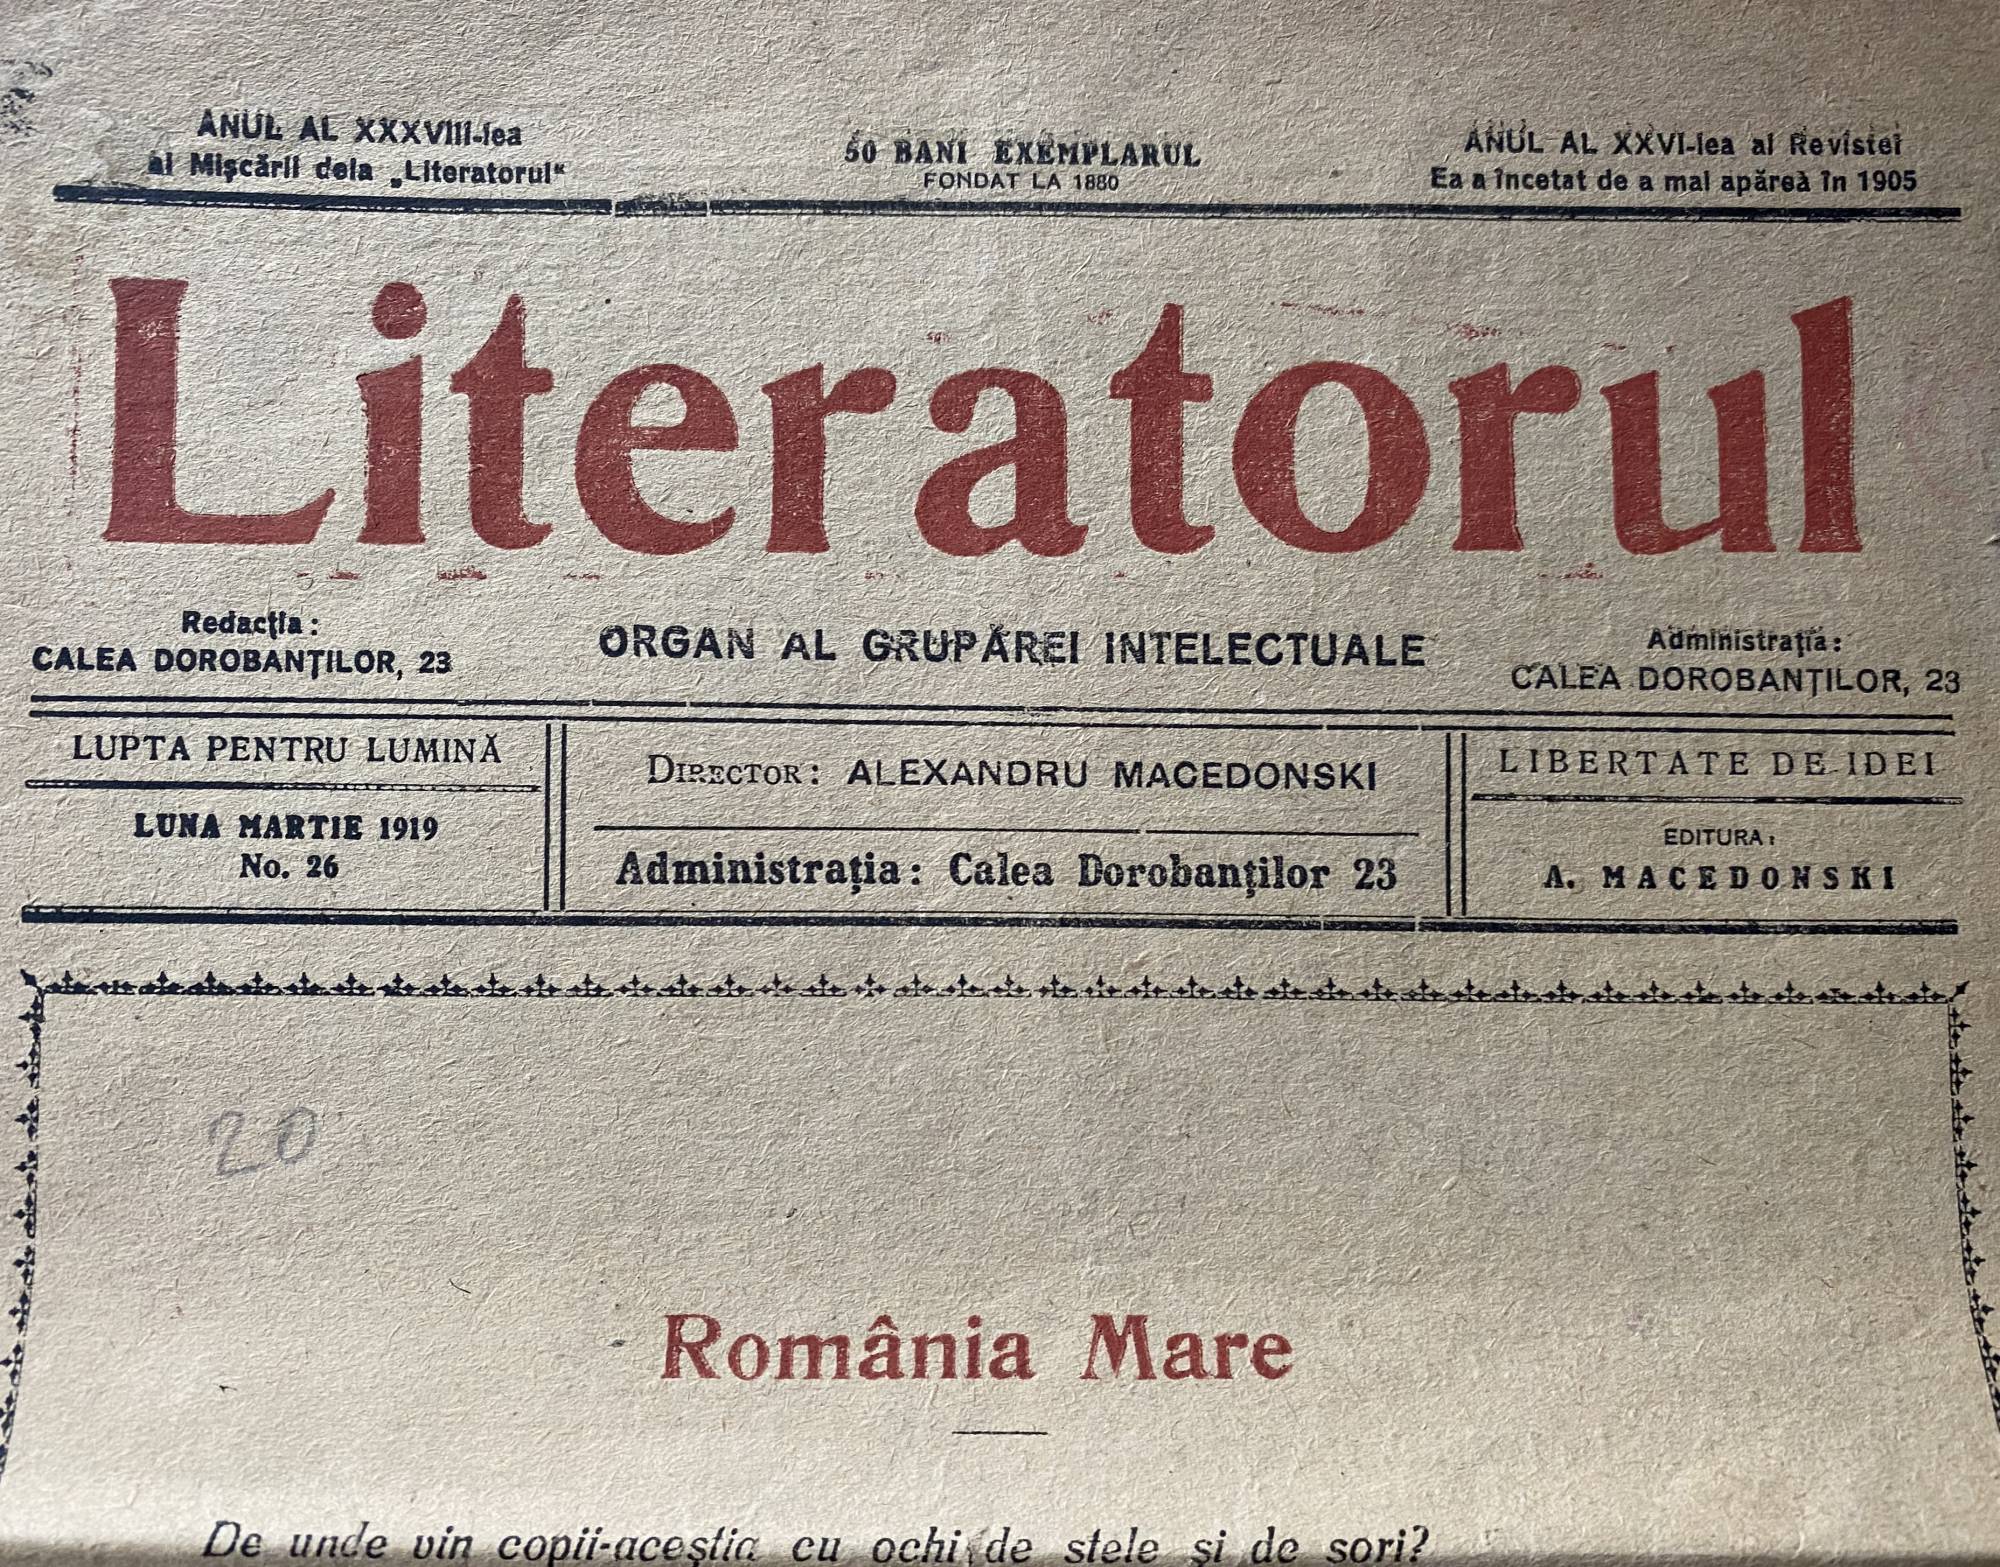 ANUL AL XXXVIII-lea
al Mişcării dela „Literatorul“
50 BANI EXEMPLARUL
FONDAT LA 1880
ANUL AL XXVI-lea al Revistei
Ea a încetat de a mai apăreà în 1905
Literatorul
Redacţia:
CALEA DOROBANŢILOR, 23
ORGAN AL GRUPĂREI INTELECTUALE
Administraţia:
CALEA DOROBANŢILOR, 23
LUPTA PENTRU LUMINĂ
LUNA MARTIE 1919
No. 26
DIRECTOR: ALEXANDRU MACEDONSKI
Administraţia: Calea Dorobanţilor 23
LIBERTATE DE IDEI
EDITURA:
A. MACEDONSKI
20
România Mare
De unde vin copii-aceştia cu ochi de stele şi de sori?